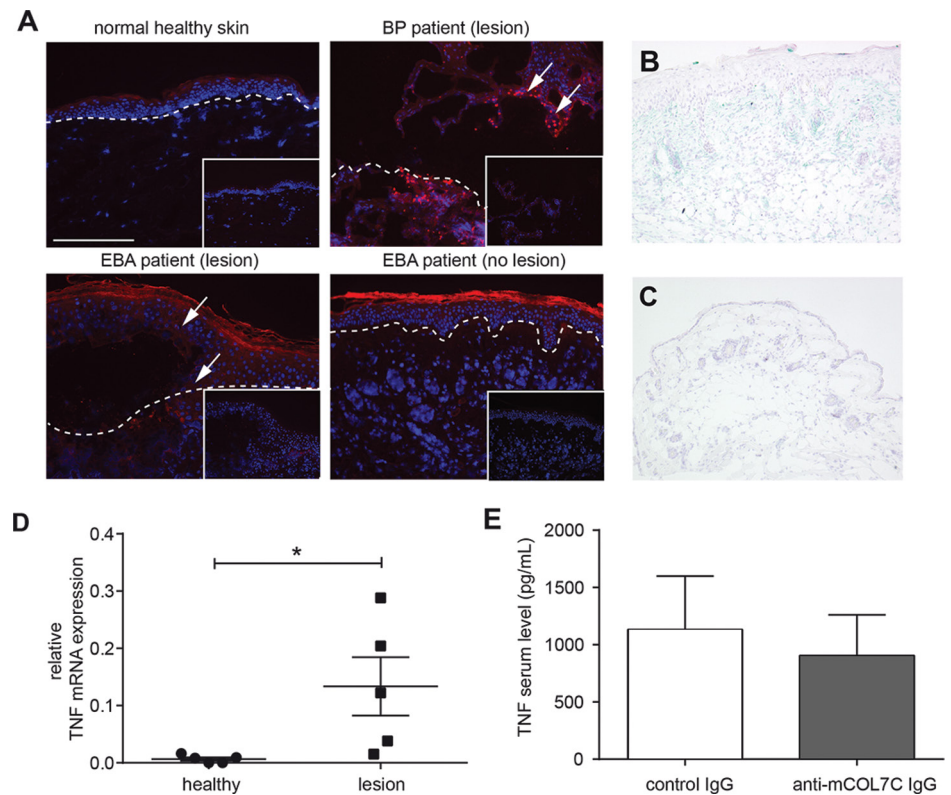 A
normal healthy skin
BP patient (lesion)
B
EBA patient (lesion)
EBA patient (no lesion)
C
D
relative
TNF mRNA expression
0.4
0.3
0.2
0.1
0.0
*
healthy
lesion
E
TNF serum level (pg/mL)
2000
1500
1000
500
0
control IgG
anti-mCOL7C IgG